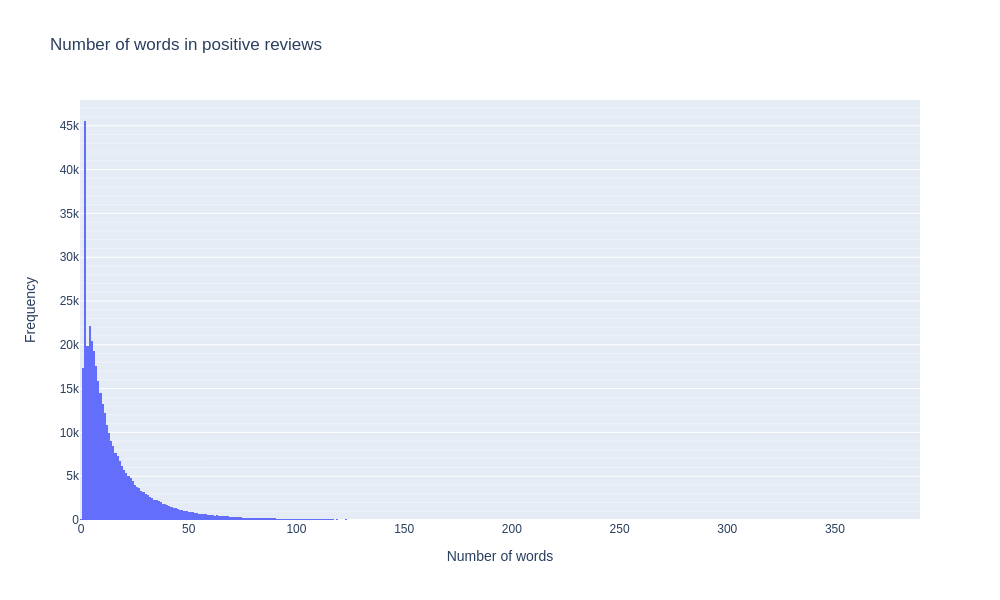 Number of words in positive reviews
45k
40k
35k
30k
25k
20k
15k
10k
5k
0
Frequency
0 50 100 150 200 250 300 350
Number of words